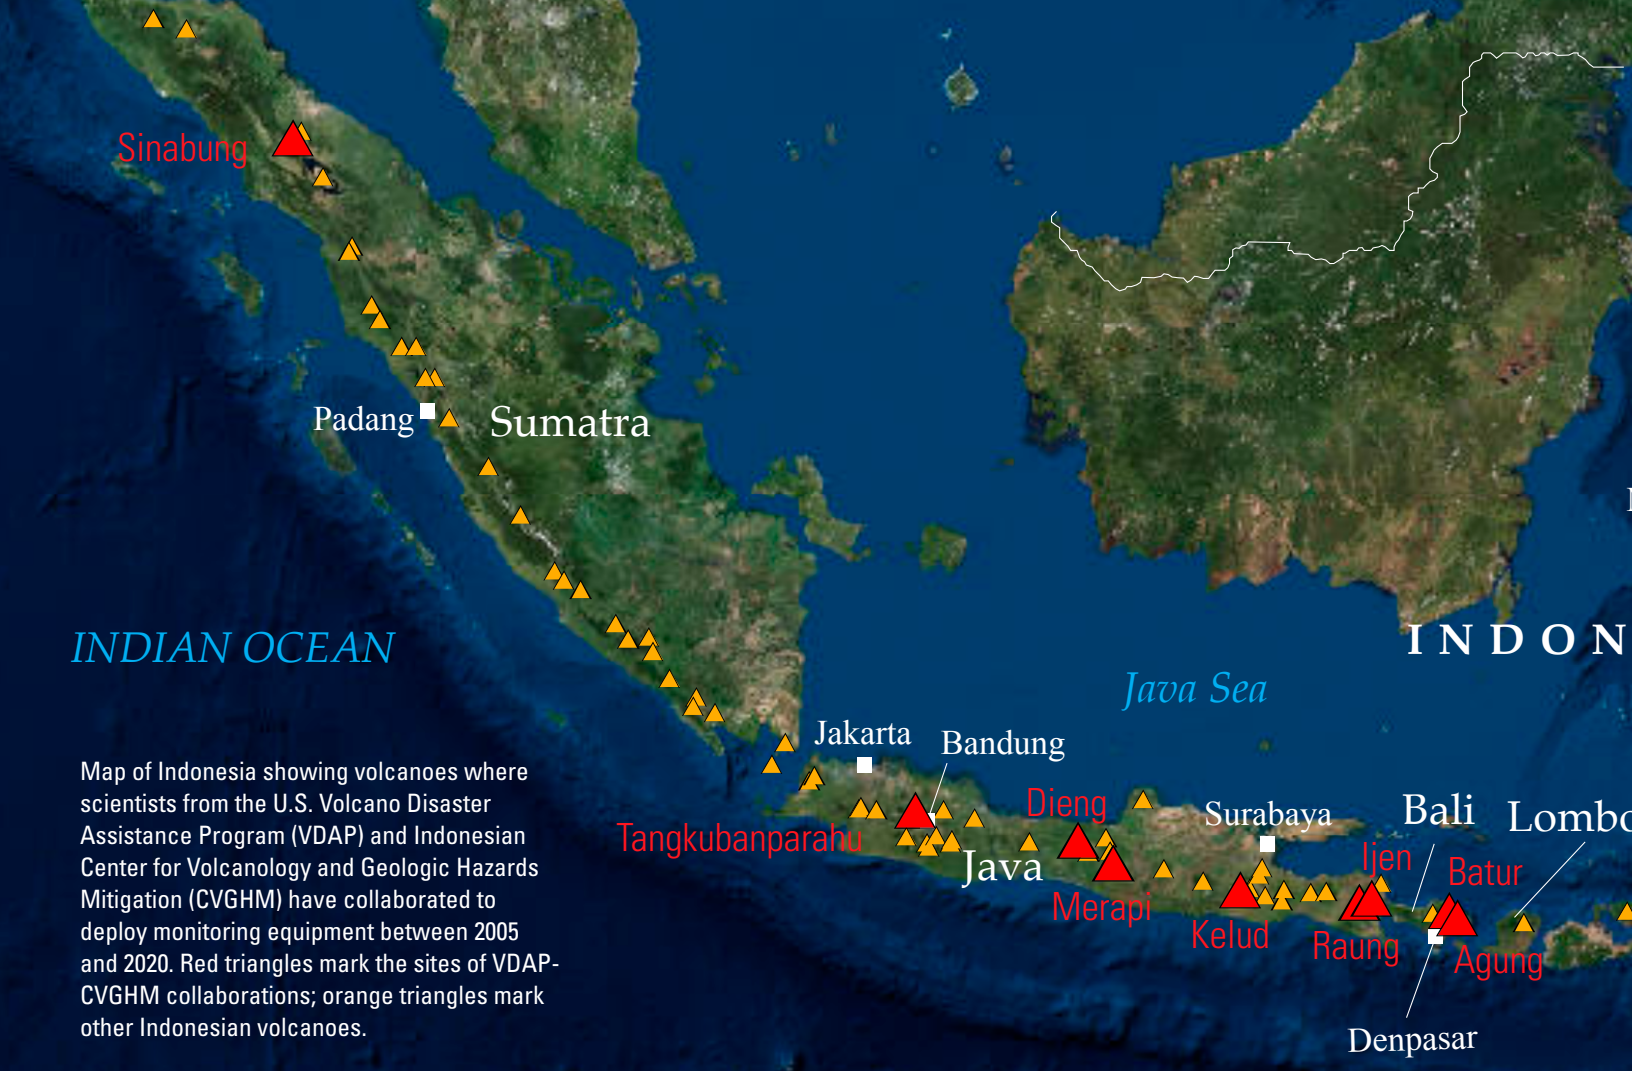 Sinabung
Padang
Sumatra
INDIAN OCEAN
INDON
Java Sea
Jakarta
Bandung
Dieng
Tangkubanparahu
Java
Merapi
Surabaya
Kelud
Bali
Lombo
Ijen
Batur
Raung
Agung
Denpasar
Map of Indonesia showing volcanoes where
scientists from the U.S. Volcano Disaster
Assistance Program (VDAP) and Indonesian
Center for Volcanology and Geologic Hazards
Mitigation (CVGHM) have collaborated to
deploy monitoring equipment between 2005
and 2020. Red triangles mark the sites of VDAP-
CVGHM collaborations; orange triangles mark
other Indonesian volcanoes.